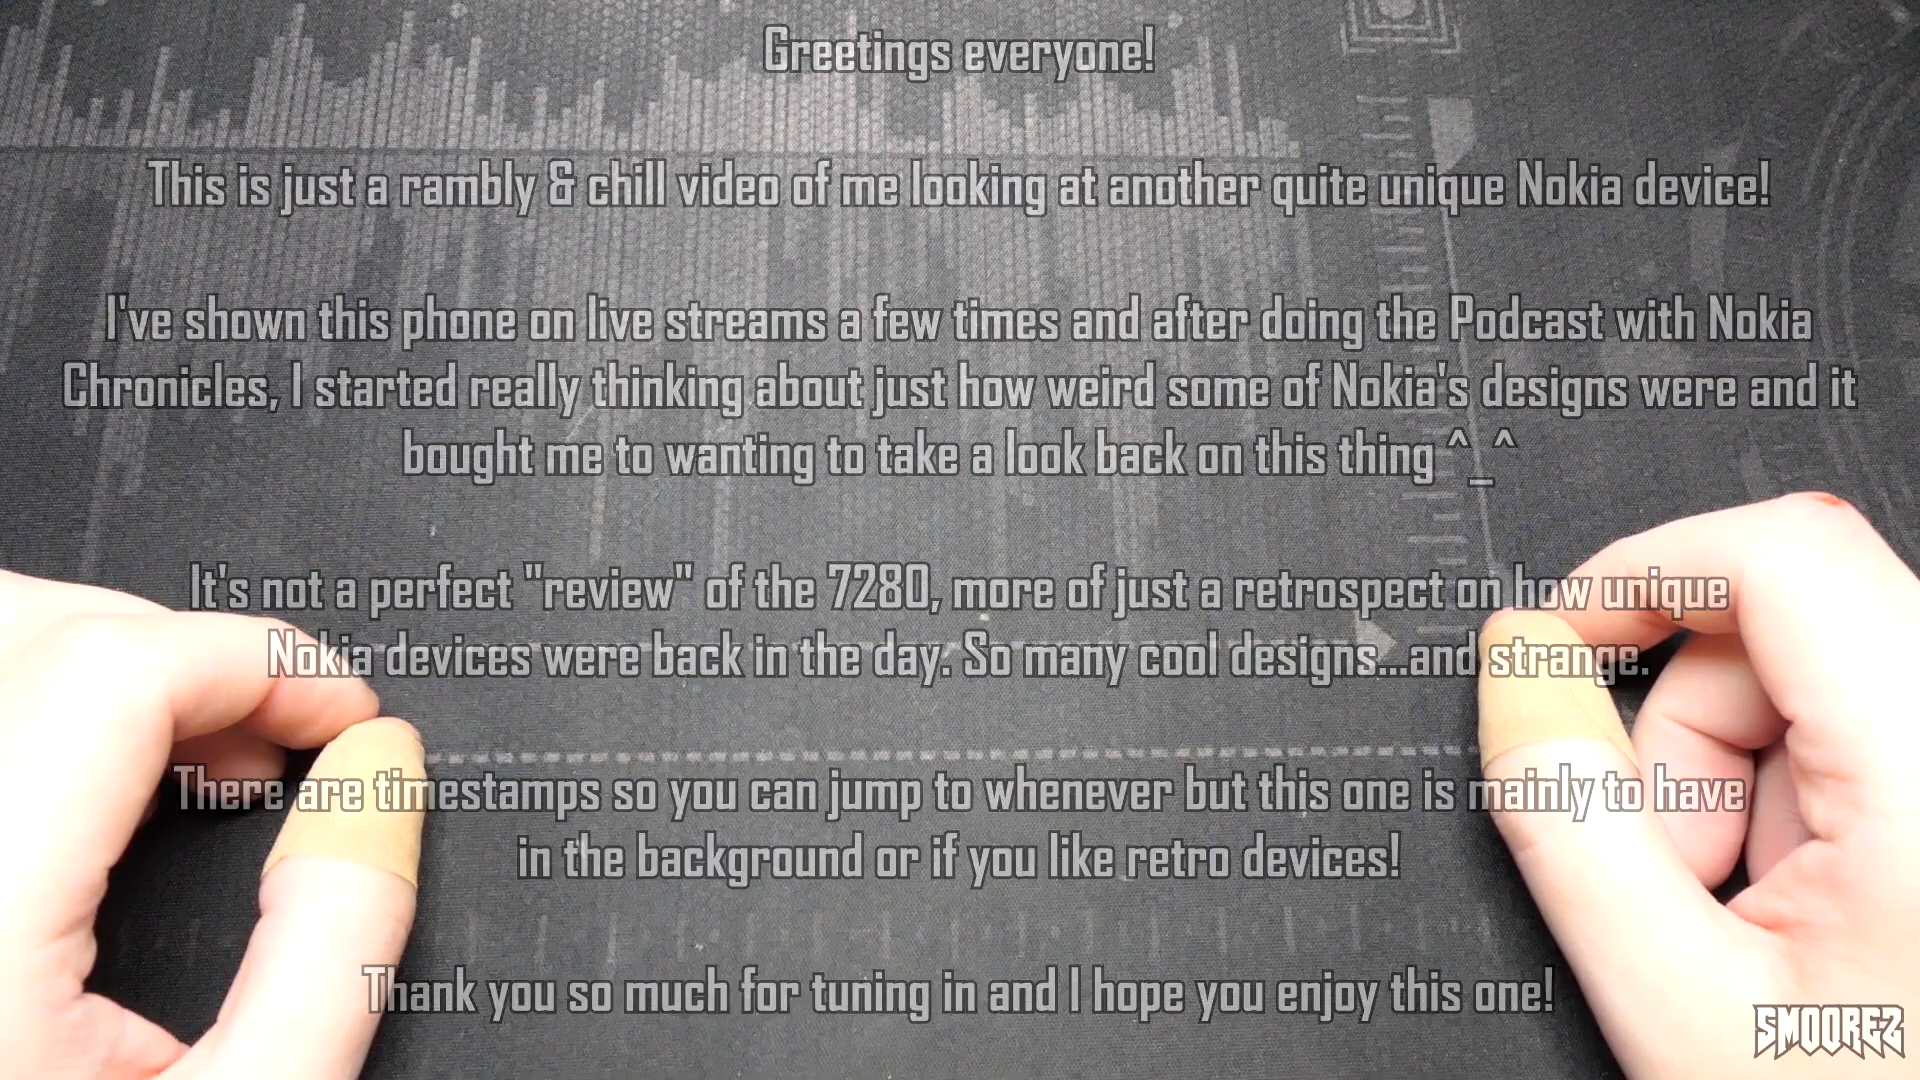 Greetings everyone!
This is just a rambly & chill video of me looking at another quite unique Nokia device!
I've shown this phone on live streams a few times and after doing the Podcast with Nokia
Chronicles, I started really thinking about just how weird some of Nokia's designs were and it
bought me to wanting to take a look back on this thing ^_^
It's not a perfect "review" of the 7280, more of just a retrospect on how unique
Nokia devices were back in the day. So many cool designs...and strange.
There are timestamps so you can jump to whenever but this one is mainly to have
in the background or if you like retro devices!
Thank you so much for tuning in and I hope you enjoy this one!
SMOOREZ